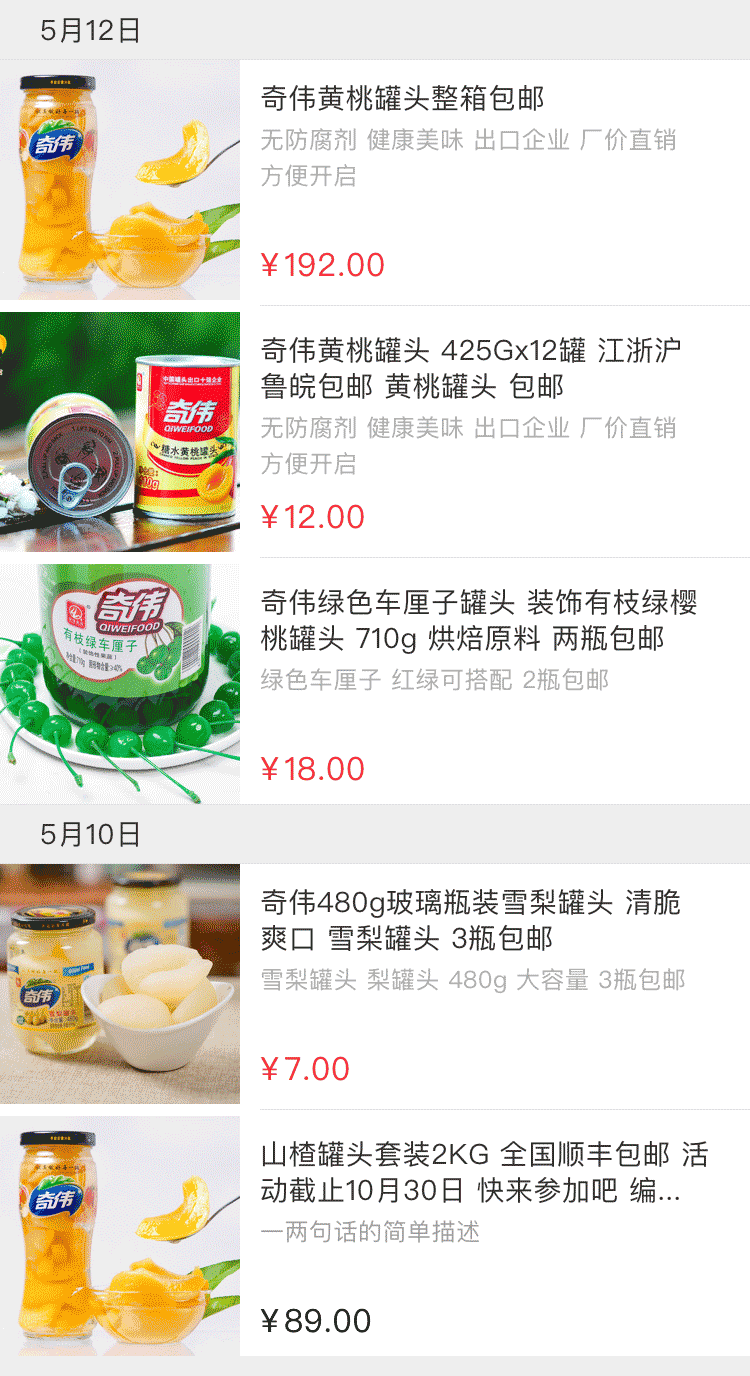 5月12日
奇伟
奇伟黄桃罐头整箱包邮
无防腐剂 健康美味 出口企业 厂价直销
方便开启
¥192.00
中国罐头出口十强企业
奇伟
QIWEIFOOD
糖水黄桃罐头
奇伟黄桃罐头 425Gx12罐 江浙沪
鲁皖包邮 黄桃罐头 包邮
无防腐剂 健康美味 出口企业 厂价直销
方便开启
¥12.00
奇伟
QIWEIFOOD
有枝绿车厘子
奇伟绿色车厘子罐头 装饰有枝绿樱
桃罐头 710g 烘焙原料 两瓶包邮
绿色车厘子 红绿可搭配 2瓶包邮
¥18.00
5月10日
奇伟
雪梨罐头
奇伟480g玻璃瓶装雪梨罐头 清脆
爽口 雪梨罐头 3瓶包邮
雪梨罐头 梨罐头 480g 大容量 3瓶包邮
¥7.00
奇伟
山楂罐头套装2KG 全国顺丰包邮 活
动截止10月30日 快来参加吧 编...
一两句话的简单描述
¥89.00